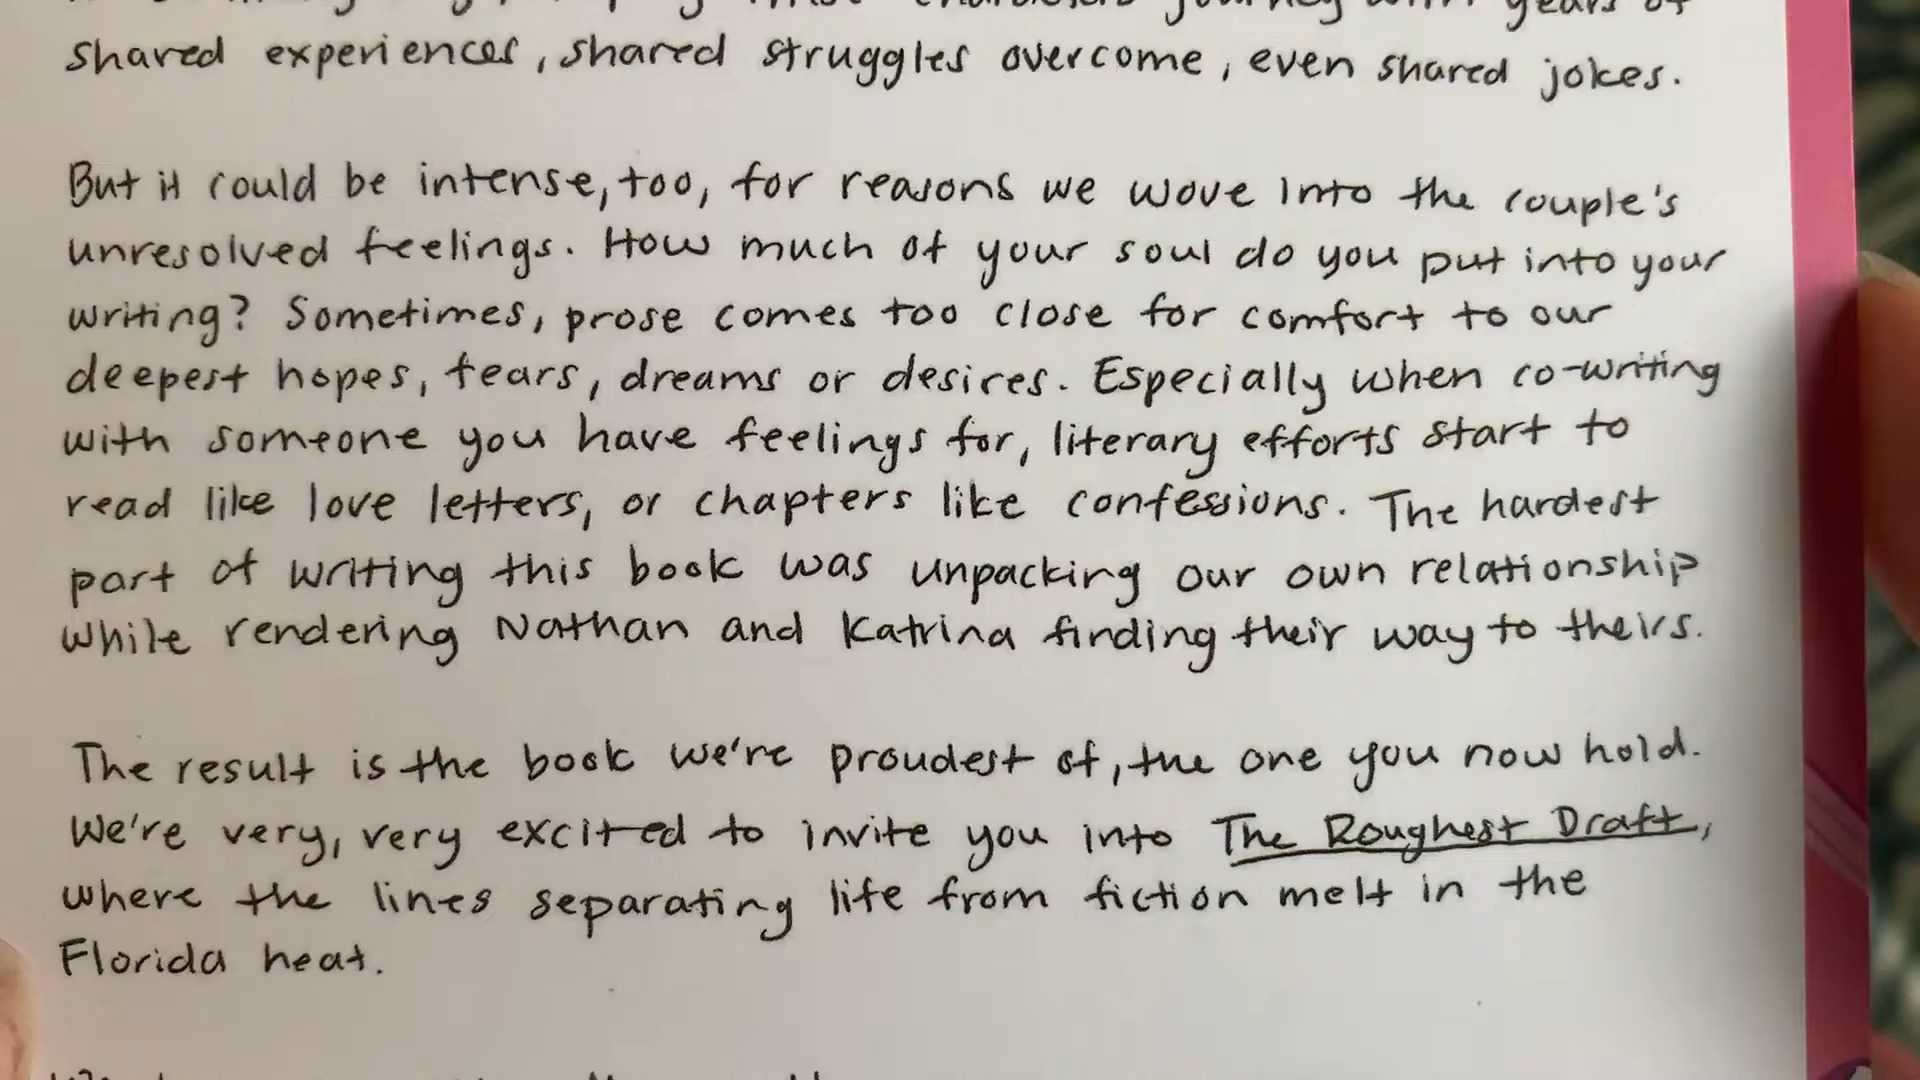 journey with years of
shared experiences, shared struggles overcome, even shared jokes.
But it could be intense, too, for reasons we wove into the couple's
unresolved feelings. How much of your soul do you put into your
writing? Sometimes, prose comes too close for comfort to our
deepest hopes, fears, dreams or desires. Especially when co-writing
with someone you have feelings for, literary efforts start to
read like love letters, or chapters like confessions. The hardest
part of writing this book was unpacking our own relationship
while rendering Nathan and Katrina finding their way to theirs.
The result is the book we're proudest of, the one you now hold.
We're very, very excited to invite you into The Roughest Draft,
where the lines separating life from fiction melt in the
Florida heat.